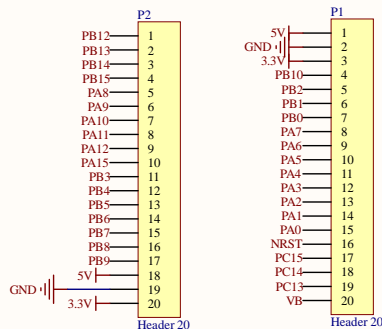 P2
PB12 1
PB13 2
PB14 3
PB15 4
PA8 5
PA9 6
PA10 7
PA11 8
PA12 9
PA15 10
PB3 11
PB4 12
PB5 13
PB6 14
PB7 15
PB8 16
PB9 17
5V 18
GND 19
3.3V 20
Header 20
P1
5V 1
GND 2
3.3V 3
PB10 4
PB2 5
PB1 6
PB0 7
PA7 8
PA6 9
PA5 10
PA4 11
PA3 12
PA2 13
PA1 14
PA0 15
NRST 16
PC15 17
PC14 18
PC13 19
VB 20
Header 20